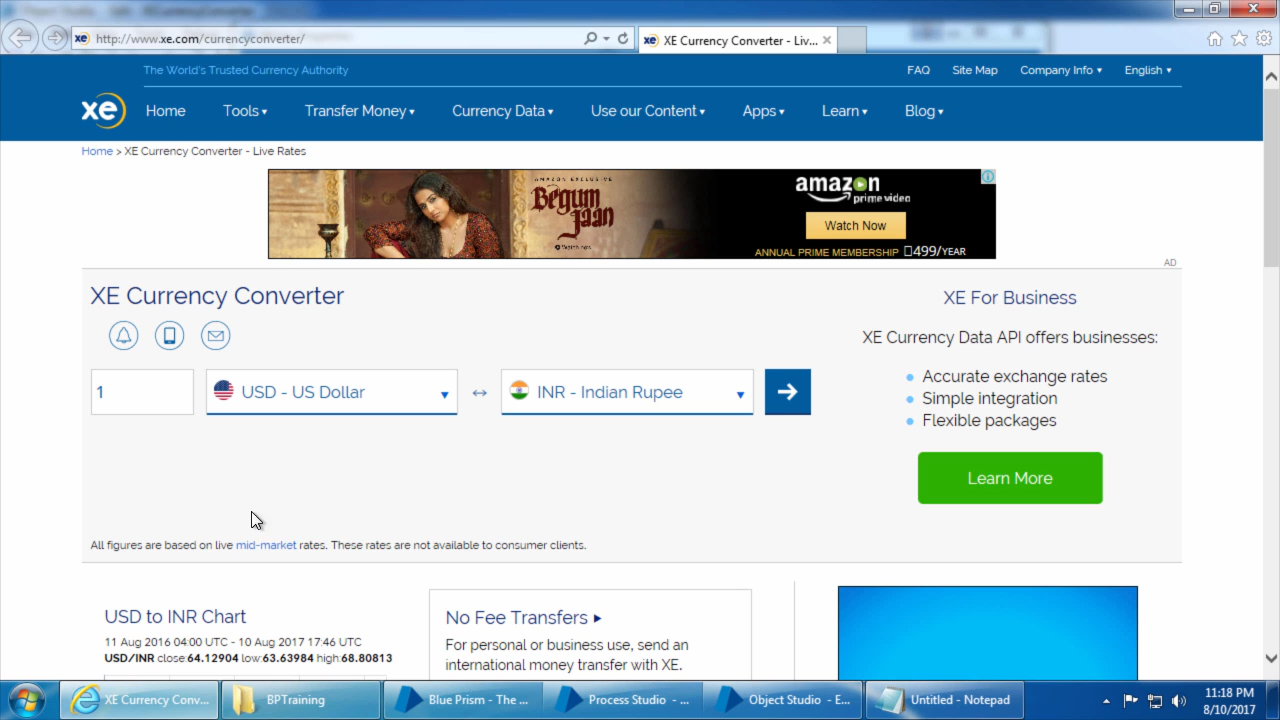 http://www.xe.com/currencyconverter/
XE Currency Converter - Liv...
The World's Trusted Currency Authority
FAQ Site Map Company Info English
xe Home Tools Transfer Money Currency Data Use our Content Apps Learn Blog
Home > XE Currency Converter - Live Rates
AMAZON EXCLUSIVE
Begum
Jaan
Watch now
amazon
prime video
Watch Now
ANNUAL PRIME MEMBERSHIP 499/YEAR
AD
XE Currency Converter
1 USD - US Dollar INR - Indian Rupee
All figures are based on live mid-market rates. These rates are not available to consumer clients.
XE For Business
XE Currency Data API offers businesses:
Accurate exchange rates
Simple integration
Flexible packages
Learn More
USD to INR Chart
11 Aug 2016 04:00 UTC - 10 Aug 2017 17:46 UTC
USD/INR close:64.12904 low:63.63984 high:68.80813
No Fee Transfers
For personal or business use, send an
international money transfer with XE.
XE Currency Conv... BPTraining Blue Prism - The ... Process Studio - ... Object Studio - E... Untitled - Notepad
11:18 PM
8/10/2017